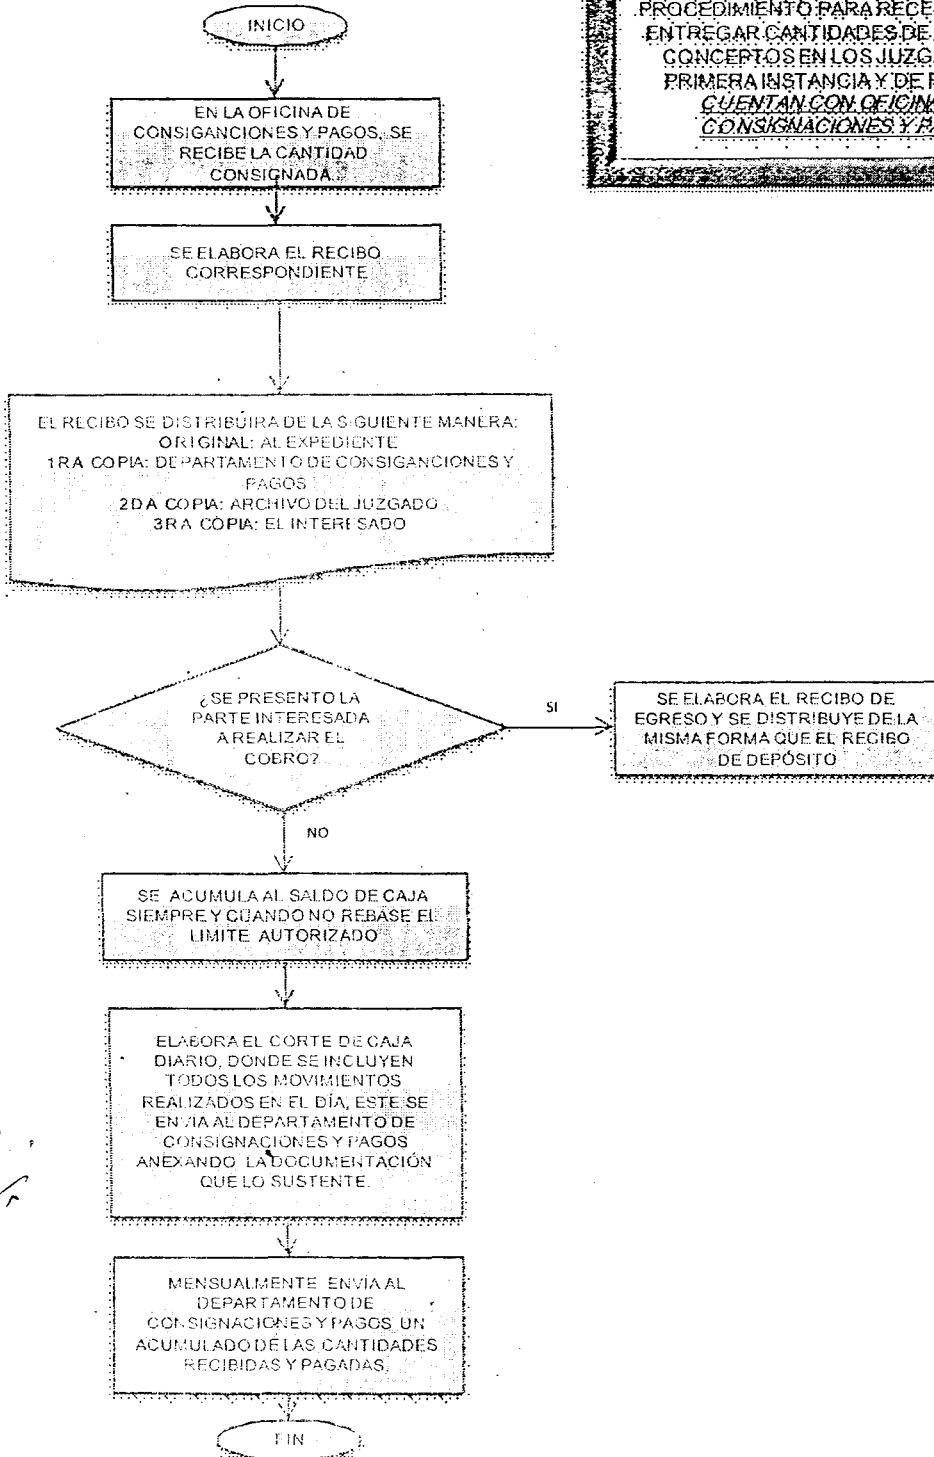 INICIO
PROCEDIMIENTO PARA
ENTREGAR CANTIDADES DE
CONCEPTOS EN LOS
PRIMERA INSTANCIA Y DE
CUENTAN CON
CONSIGNACIONES Y
EN LA OFICINA DE
CONSIGANCIONES Y PAGOS, SE
RECIBE LA CANTIDAD
CONSIGNADA.
SE ELABORA EL RECIBO
CORRESPONDIENTE
EL RECIBO SE DISTRIBUIRA DE LA SIGUIENTE MANERA:
ORIGINAL: AL EXPEDIENTE
1RA COPIA: DEPARTAMENTO DE CONSIGANCIONES Y
PAGOS
2DA COPIA: ARCHIVO DEL JUZGADO
3RA COPIA: EL INTERESADO
¿SE PRESENTO LA
PARTE INTERESADA
A REALIZAR EL
COBRO?
SI
SE ELABORA EL RECIBO DE
EGRESO Y SE DISTRIBUYE DE LA
MISMA FORMA QUE EL RECIBO
DE DEPÓSITO
NO
SE ACUMULA AL SALDO DE CAJA
SIEMPRE Y CUANDO NO REBASE EL
LIMITE AUTORIZADO
ELABORA EL CORTE DE CAJA
DIARIO, DONDE SE INCLUYEN
TODOS LOS MOVIMIENTOS
REALIZADOS EN EL DÍA, ESTE SE
ENVIA AL DEPARTAMENTO DE
CONSIGNACIONES Y PAGOS
ANEXANDO LA DOCUMENTACIÓN
QUE LO SUSTENTE.
MENSUALMENTE ENVÍA AL
DEPARTAMENTO DE
CONSIGNACIONES Y PAGOS, UN
ACUMULADO DE LAS CANTIDADES
RECIBIDAS Y PAGADAS.
FIN